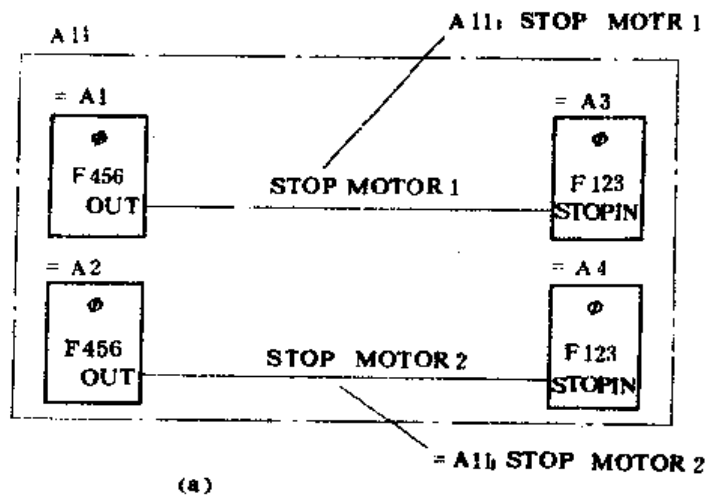 A11; STOP MOTR 1
A11
= A1
Φ
F456
OUT
STOP MOTOR 1
= A3
Φ
F123
STOPIN
= A2
Φ
F456
OUT
STOP MOTOR 2
= A4
Φ
F123
STOPIN
= A11; STOP MOTOR 2
(a)